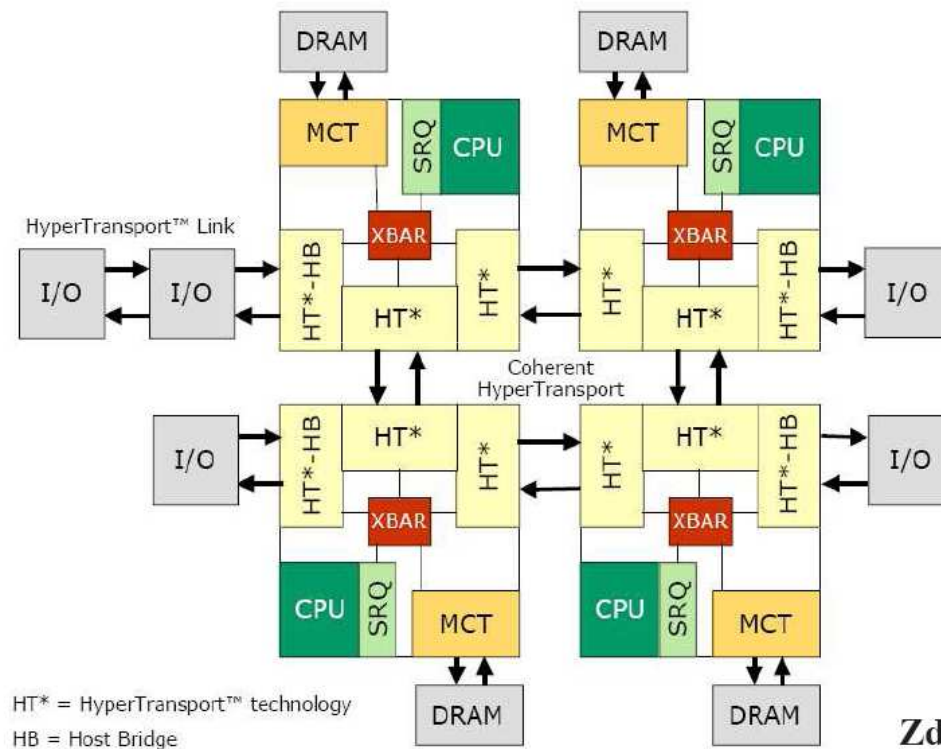 DRAM
DRAM
MCT
SRQ
CPU
MCT
SRQ
CPU
HyperTransport™ Link
XBAR
XBAR
I/O
I/O
HT*-HB
HT*
HT*
HT*
HT*
HT*-HB
I/O
Coherent
HyperTransport
I/O
HT*-HB
HT*
HT*
HT*
HT*
HT*-HB
I/O
XBAR
XBAR
CPU
SRQ
MCT
CPU
SRQ
MCT
HT* = HyperTransport™ technology
HB = Host Bridge
DRAM
DRAM
Zd